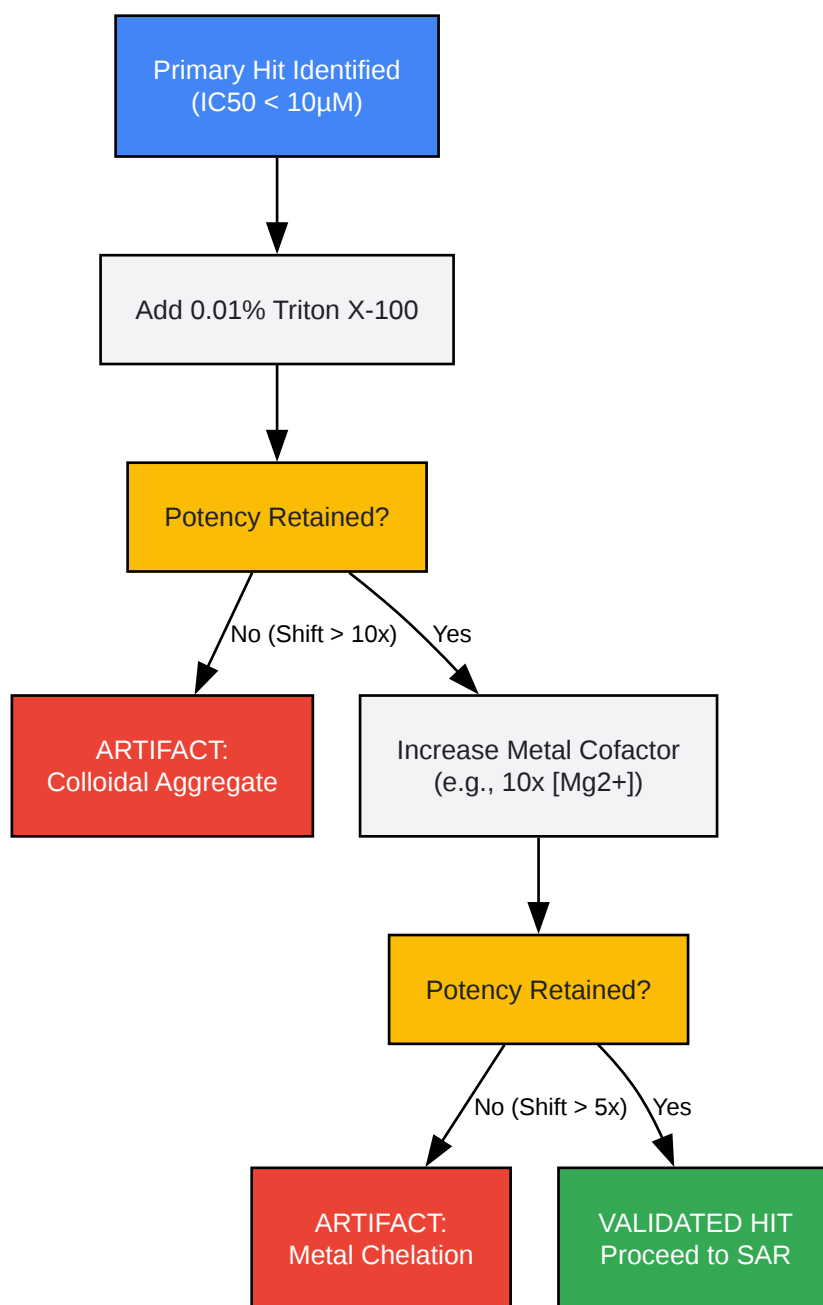 Primary Hit Identified
(IC50 < 10µM)
Add 0.01% Triton X-100
Potency Retained?
No (Shift > 10x)
Yes
ARTIFACT:
Colloidal Aggregate
Increase Metal Cofactor
(e.g., 10x [Mg2+])
Potency Retained?
No (Shift > 5x)
Yes
ARTIFACT:
Metal Chelation
VALIDATED HIT
Proceed to SAR